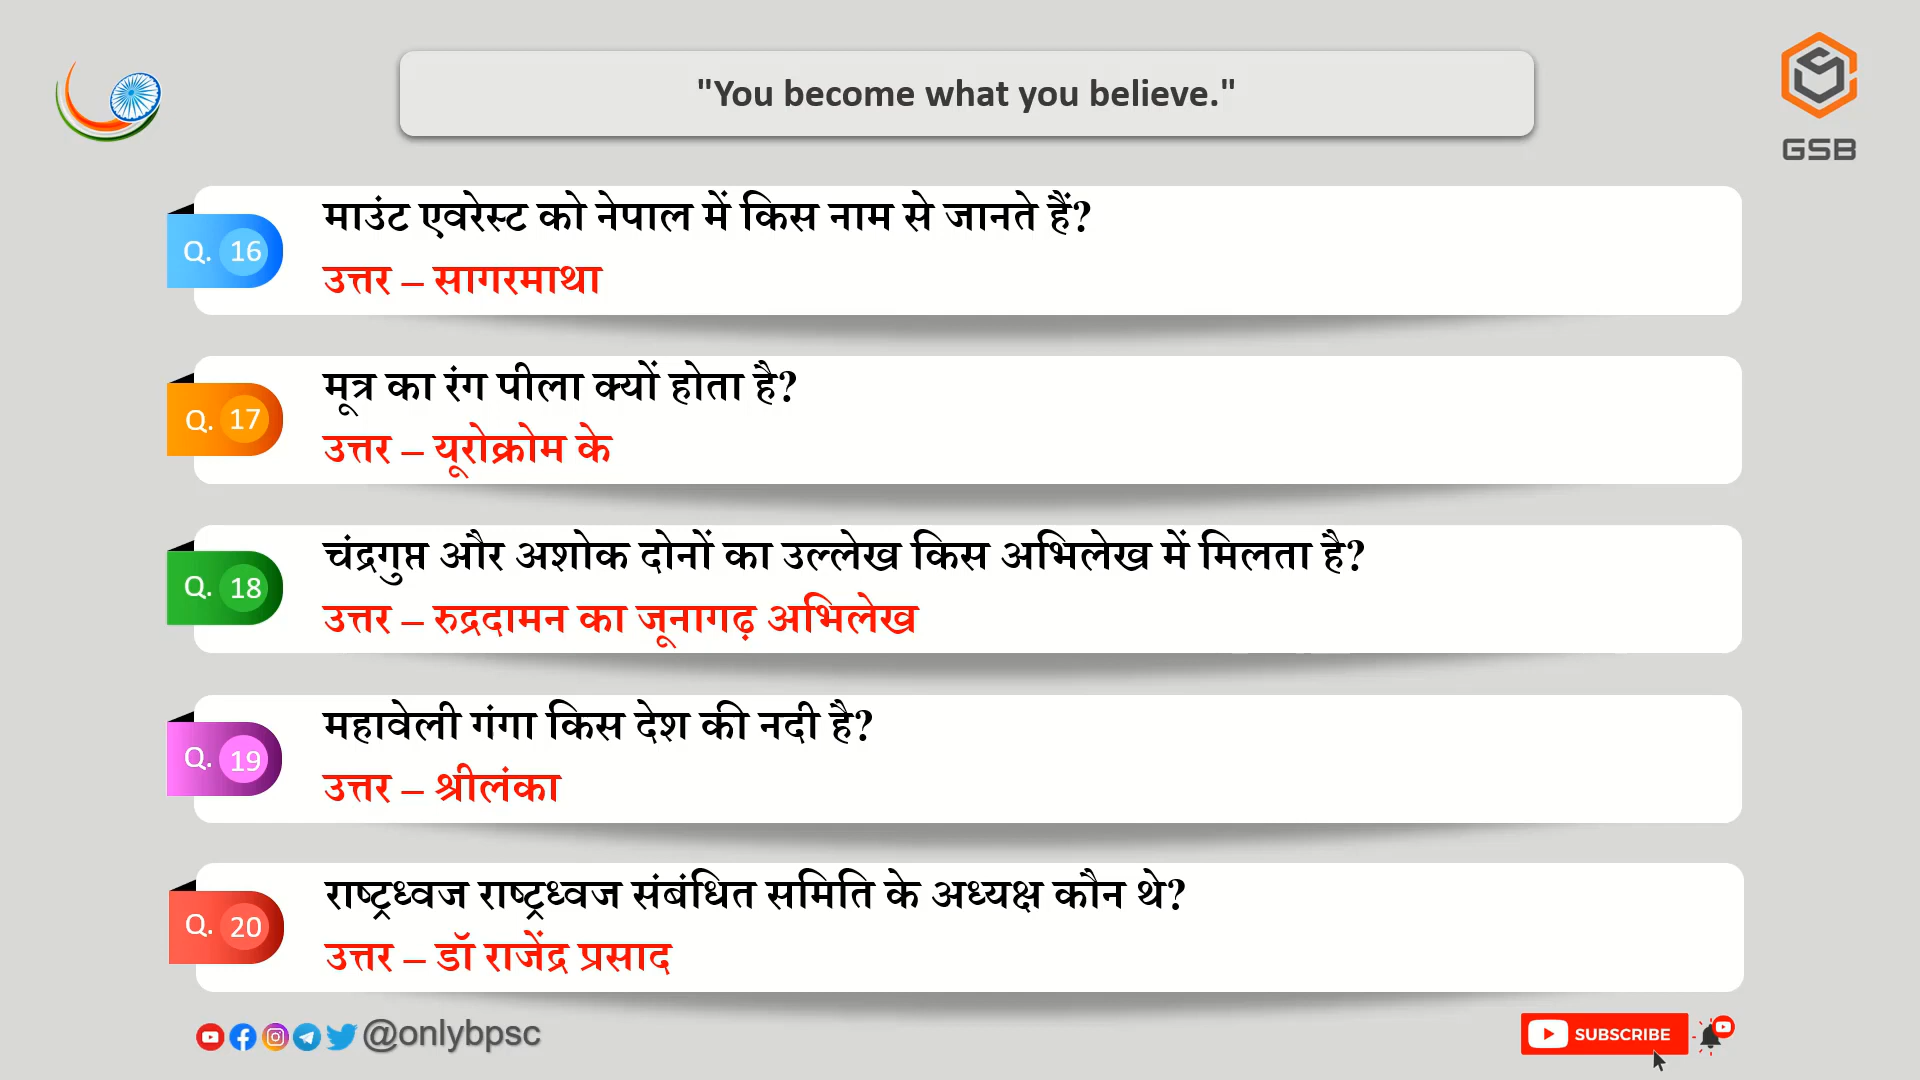 "You become what you believe."
GSB
Q. 16
माउंट एवरेस्ट को नेपाल में किस नाम से जानते हैं?
उत्तर – सागरमाथा
Q. 17
मूत्र का रंग पीला क्यों होता है?
उत्तर – यूरोक्रोम के
Q. 18
चंद्रगुप्त और अशोक दोनों का उल्लेख किस अभिलेख में मिलता है?
उत्तर – रुद्रदामन का जूनागढ़ अभिलेख
Q. 19
महावेली गंगा किस देश की नदी है?
उत्तर – श्रीलंका
Q. 20
राष्ट्रध्वज राष्ट्रध्वज संबंधित समिति के अध्यक्ष कौन थे?
उत्तर – डॉ राजेंद्र प्रसाद
@onlybpsc
SUBSCRIBE